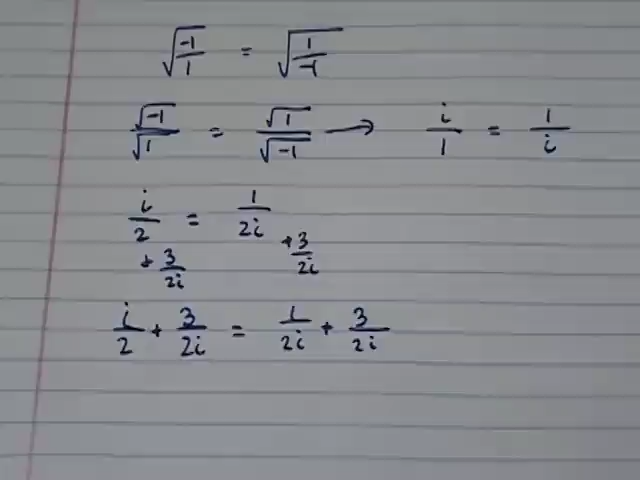 √(-1/1) = √(1/-1)
√-1/√1 = √1/√-1 → i/1 = 1/i
i/2 = 1/2i
+ 3/2i + 3/2i
i/2 + 3/2i = 1/2i + 3/2i